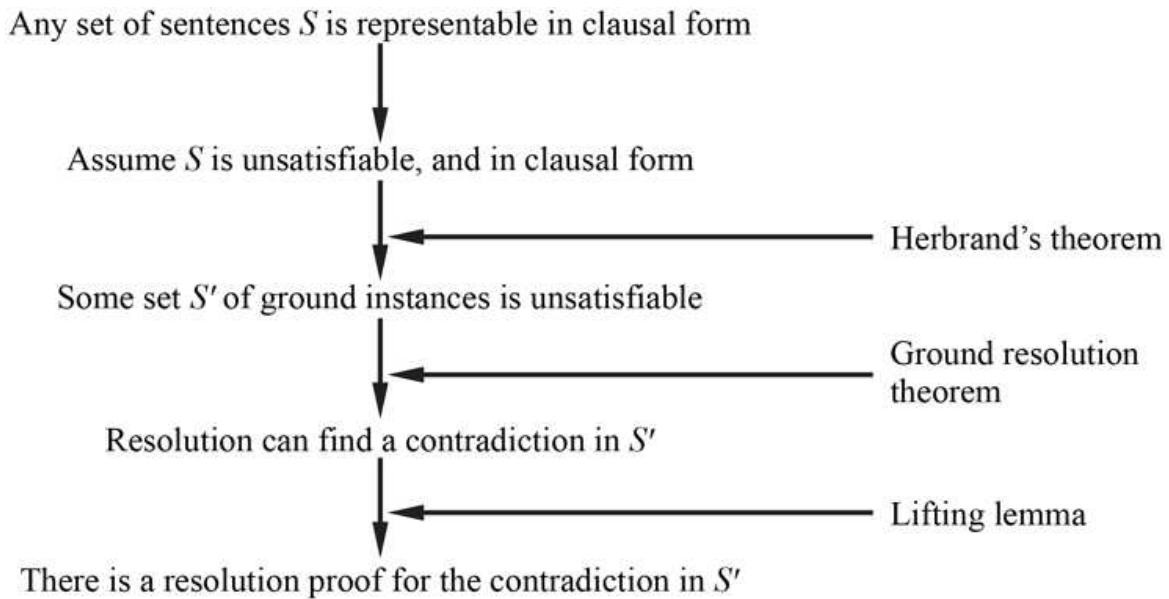 Any set of sentences S is representable in clausal form
Assume S is unsatisfiable, and in clausal form
Herbrand’s theorem
Some set S′ of ground instances is unsatisfiable
Ground resolution
theorem
Resolution can find a contradiction in S′
Lifting lemma
There is a resolution proof for the contradiction in S′